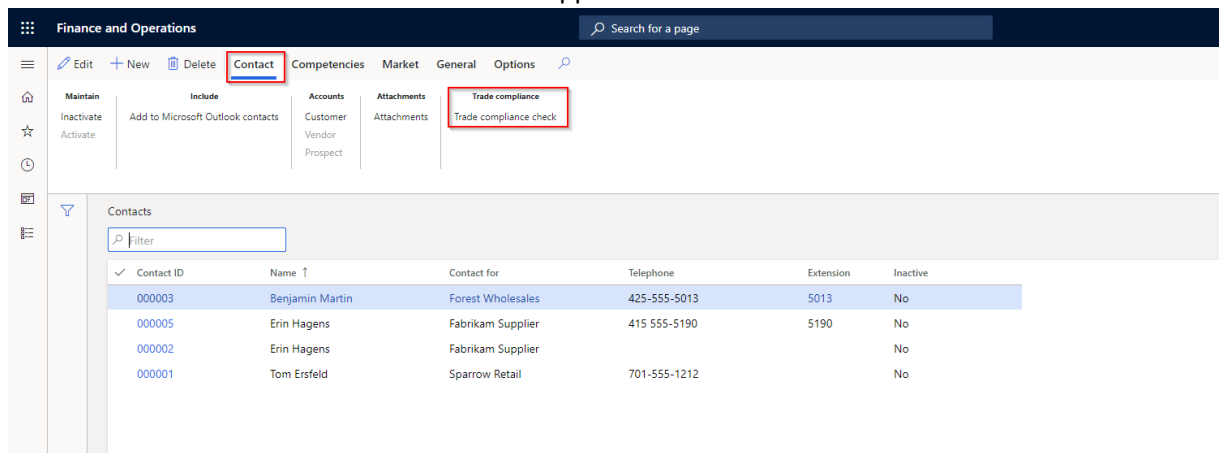 Finance and Operations
Search for a page
Edit New Delete Contact Competencies Market General Options
Maintain Include Accounts Attachments Trade compliance
Inactivate Add to Microsoft Outlook contacts Customer Attachments Trade compliance check
Activate Vendor
Prospect
Contacts
Filter
Contact ID Name ↑ Contact for Telephone Extension Inactive
000003 Benjamin Martin Forest Wholesales 425-555-5013 5013 No
000005 Erin Hagens Fabrikam Supplier 415 555-5190 5190 No
000002 Erin Hagens Fabrikam Supplier No
000001 Tom Ersfeld Sparrow Retail 701-555-1212 No